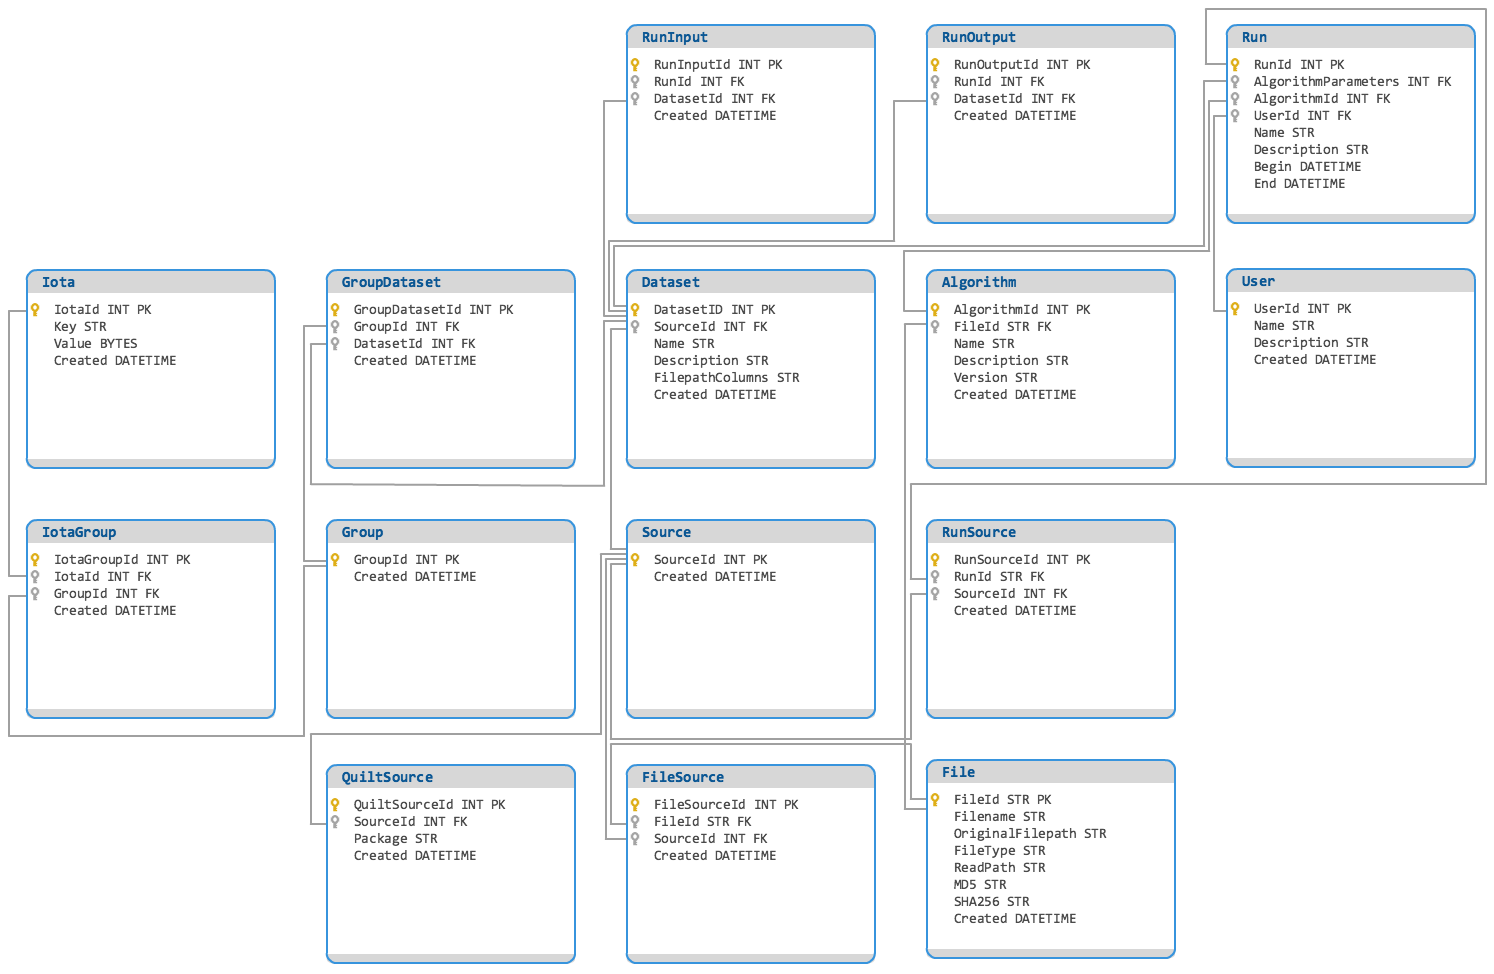 RunInput
RunInputId INT PK
RunId INT FK
DatasetId INT FK
Created DATETIME
RunOutput
RunOutputId INT PK
RunId INT FK
DatasetId INT FK
Created DATETIME
Run
RunId INT PK
AlgorithmParameters INT FK
AlgorithmId INT FK
UserId INT FK
Name STR
Description STR
Begin DATETIME
End DATETIME
Iota
IotaId INT PK
Key STR
Value BYTES
Created DATETIME
GroupDataset
GroupDatasetId INT PK
GroupId INT FK
DatasetId INT FK
Created DATETIME
Dataset
DatasetID INT PK
SourceId INT FK
Name STR
Description STR
FilepathColumns STR
Created DATETIME
Algorithm
AlgorithmId INT PK
FileId STR FK
Name STR
Description STR
Version STR
Created DATETIME
User
UserId INT PK
Name STR
Description STR
Created DATETIME
IotaGroup
IotaGroupId INT PK
IotaId INT FK
GroupId INT FK
Created DATETIME
Group
GroupId INT PK
Created DATETIME
Source
SourceId INT PK
Created DATETIME
RunSource
RunSourceId INT PK
RunId STR FK
SourceId INT FK
Created DATETIME
QuiltSource
QuiltSourceId INT PK
SourceId INT FK
Package STR
Created DATETIME
FileSource
FileSourceId INT PK
FileId STR FK
SourceId INT FK
Created DATETIME
File
FileId STR PK
Filename STR
OriginalFilepath STR
FileType STR
ReadPath STR
MD5 STR
SHA256 STR
Created DATETIME